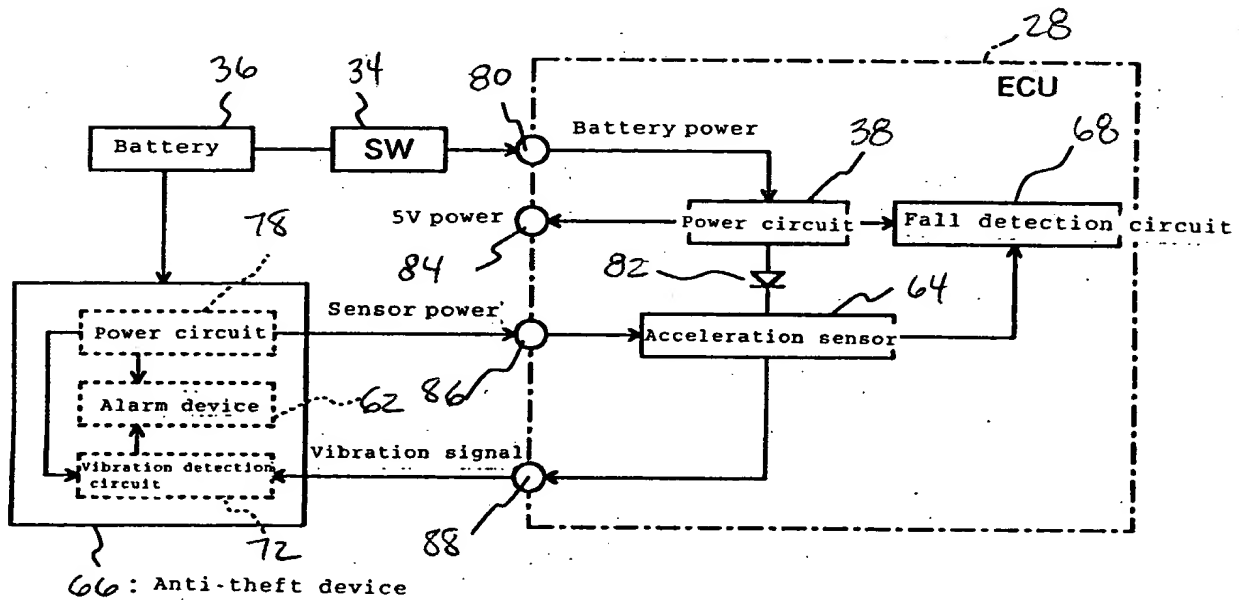 28
36
34
80
ECU
Battery
SW
Battery power
38
68
5V power
Power circuit
Fall detection circuit
78
84
82
64
Sensor power
Power circuit
Acceleration sensor
86
Alarm device
62
Vibration signal
Vibration detection
circuit
88
72
66: Anti-theft device